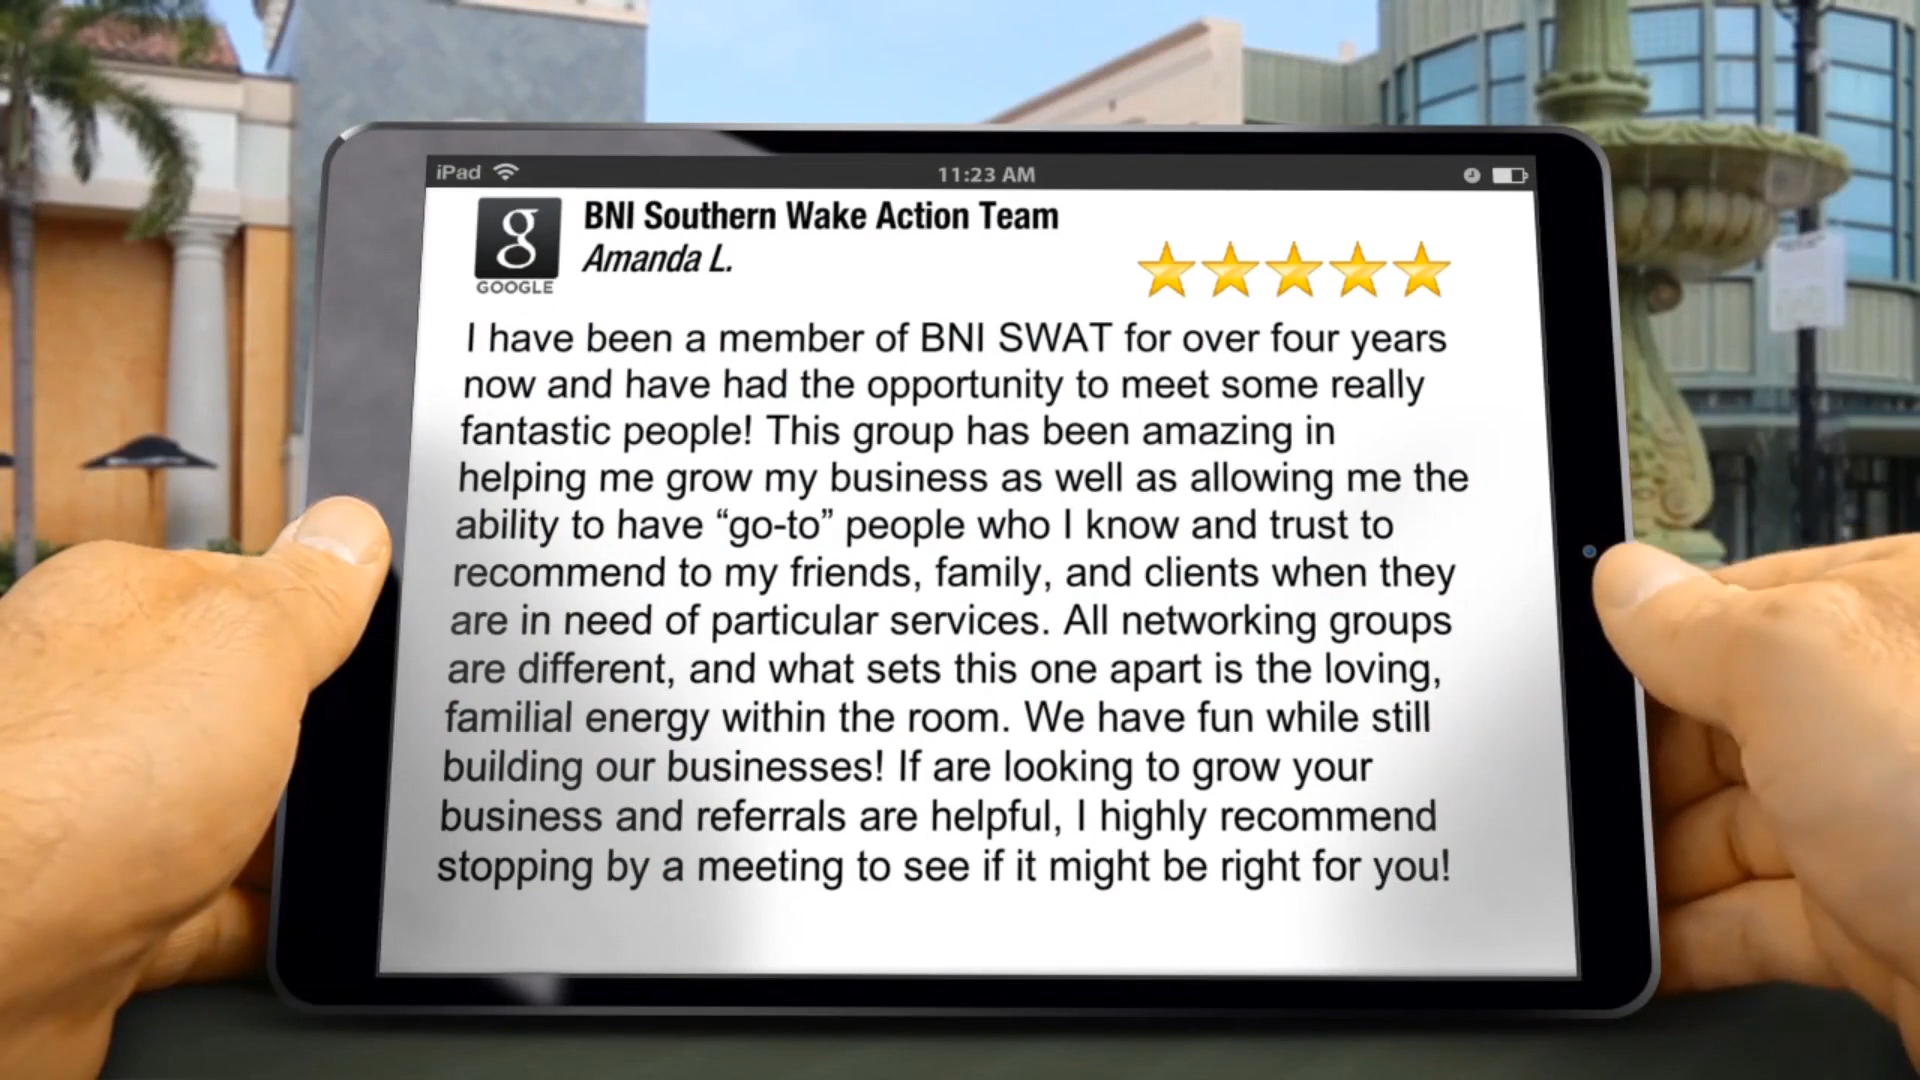 iPad
11:23 AM
g
GOOGLE
BNI Southern Wake Action Team
Amanda L.
I have been a member of BNI SWAT for over four years
now and have had the opportunity to meet some really
fantastic people! This group has been amazing in
helping me grow my business as well as allowing me the
ability to have “go-to” people who I know and trust to
recommend to my friends, family, and clients when they
are in need of particular services. All networking groups
are different, and what sets this one apart is the loving,
familial energy within the room. We have fun while still
building our businesses! If are looking to grow your
business and referrals are helpful, I highly recommend
stopping by a meeting to see if it might be right for you!